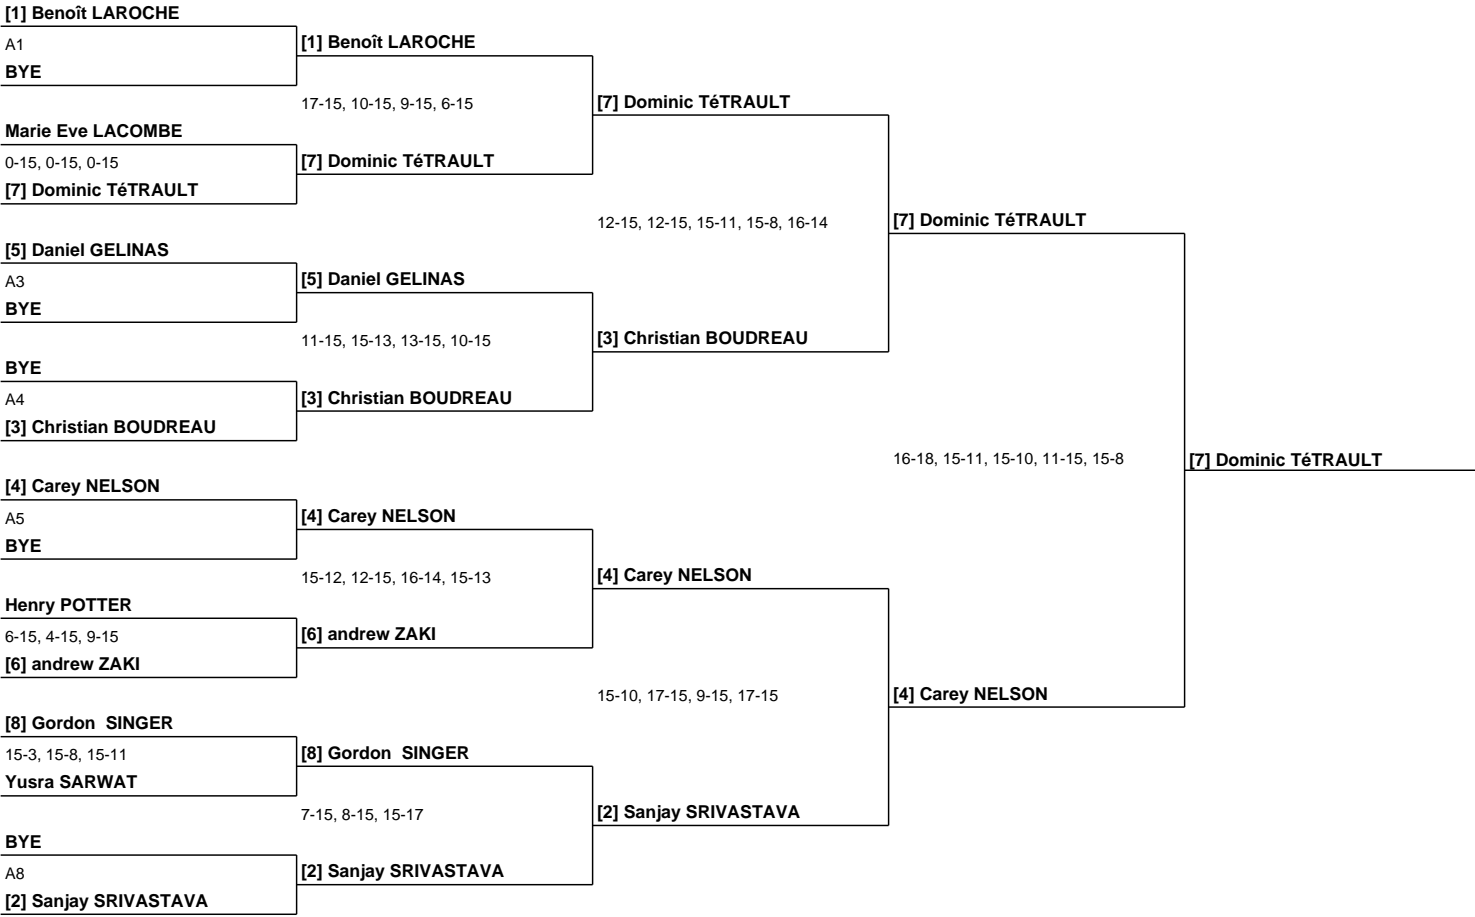 [1] Benoît LAROCHE
A1
BYE
[1] Benoît LAROCHE
17-15, 10-15, 9-15, 6-15
Marie Eve LACOMBE
0-15, 0-15, 0-15
[7] Dominic TéTRAULT
[7] Dominic TéTRAULT
[7] Dominic TéTRAULT
12-15, 12-15, 15-11, 15-8, 16-14
[5] Daniel GELINAS
A3
BYE
[5] Daniel GELINAS
11-15, 15-13, 13-15, 10-15
BYE
A4
[3] Christian BOUDREAU
[3] Christian BOUDREAU
[3] Christian BOUDREAU
[7] Dominic TéTRAULT
16-18, 15-11, 15-10, 11-15, 15-8
[7] Dominic TéTRAULT
[4] Carey NELSON
A5
BYE
[4] Carey NELSON
15-12, 12-15, 16-14, 15-13
Henry POTTER
6-15, 4-15, 9-15
[6] andrew ZAKI
[6] andrew ZAKI
[4] Carey NELSON
15-10, 17-15, 9-15, 17-15
[4] Carey NELSON
[8] Gordon  SINGER
15-3, 15-8, 15-11
Yusra SARWAT
[8] Gordon  SINGER
7-15, 8-15, 15-17
BYE
A8
[2] Sanjay SRIVASTAVA
[2] Sanjay SRIVASTAVA
[2] Sanjay SRIVASTAVA